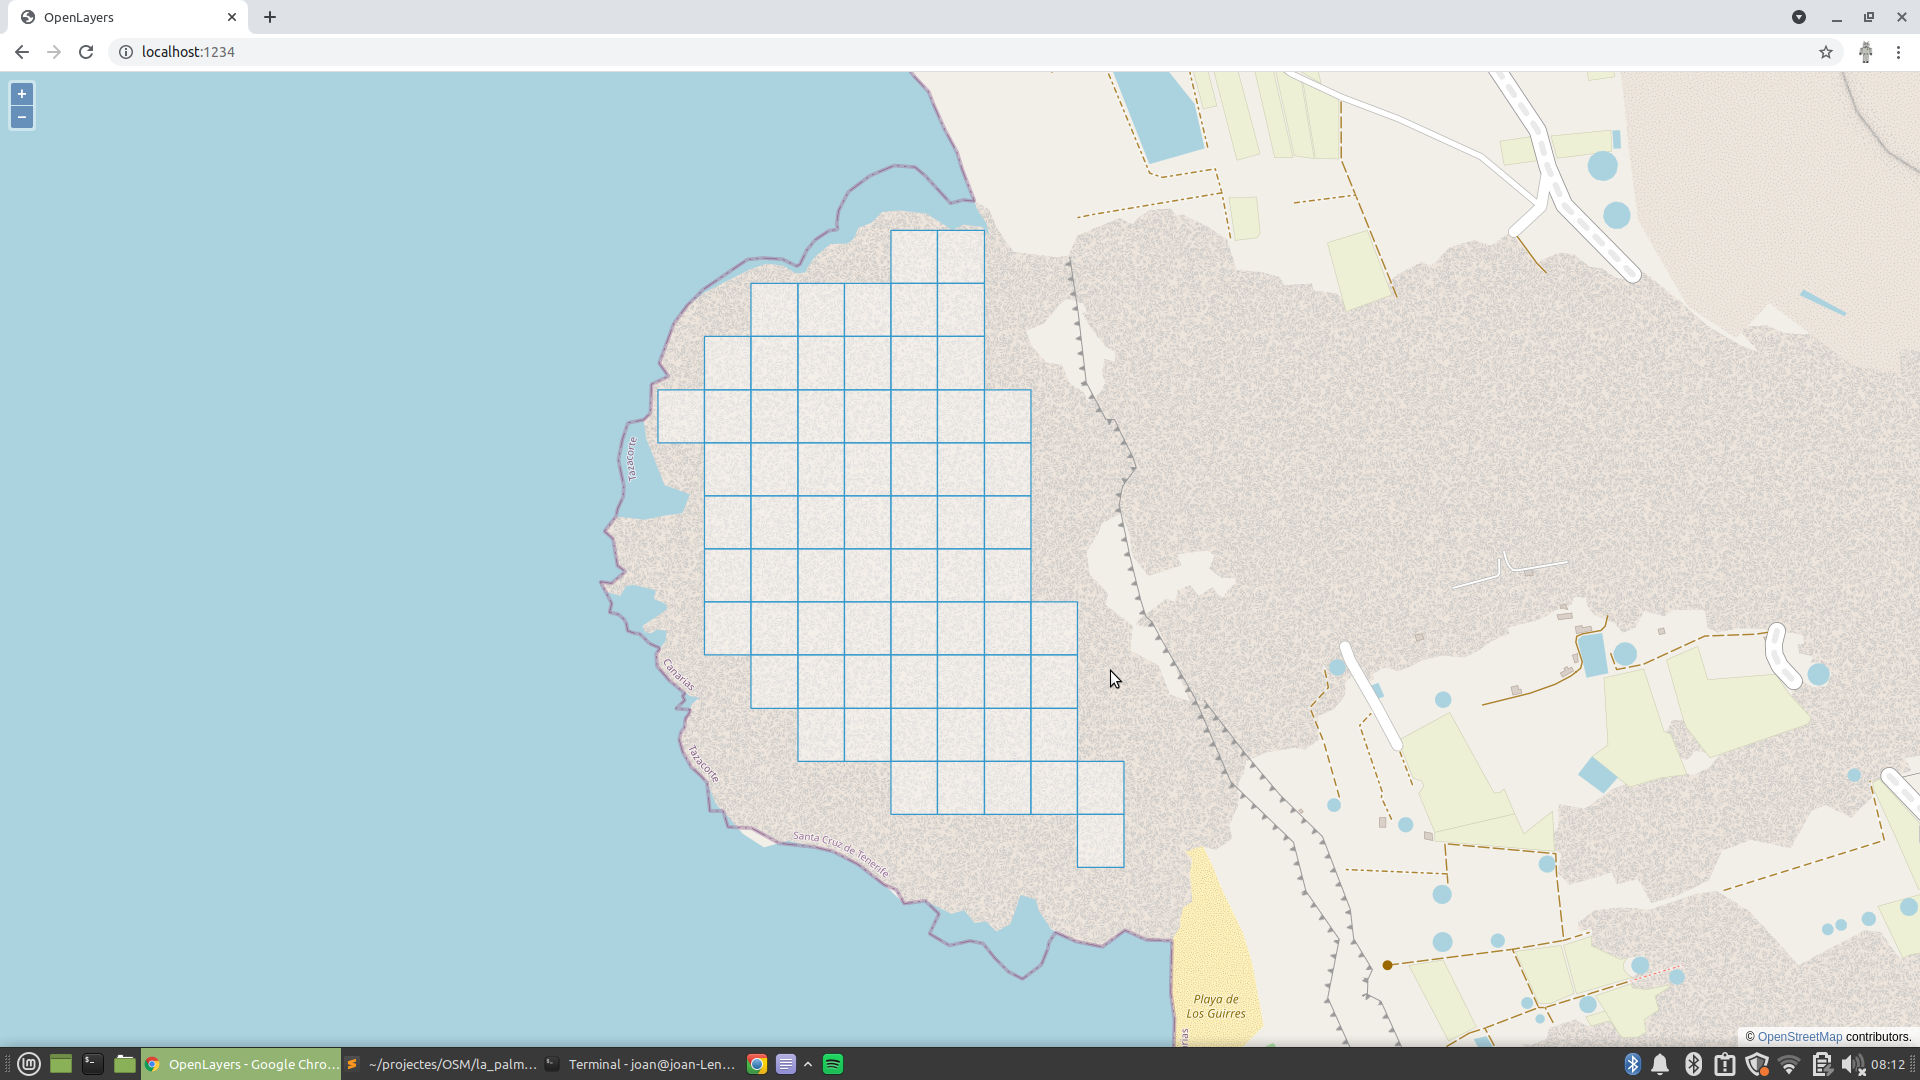 OpenLayers
localhost:1234
+
−
Tazacorte
Canarias
Tazacorte
Santa Cruz de Tenerife
Playa de
Los Guirres
© OpenStreetMap contributors.
OpenLayers - Google Chro...
~/projectes/OSM/la_palm...
Terminal - joan@joan-Len...
08:12